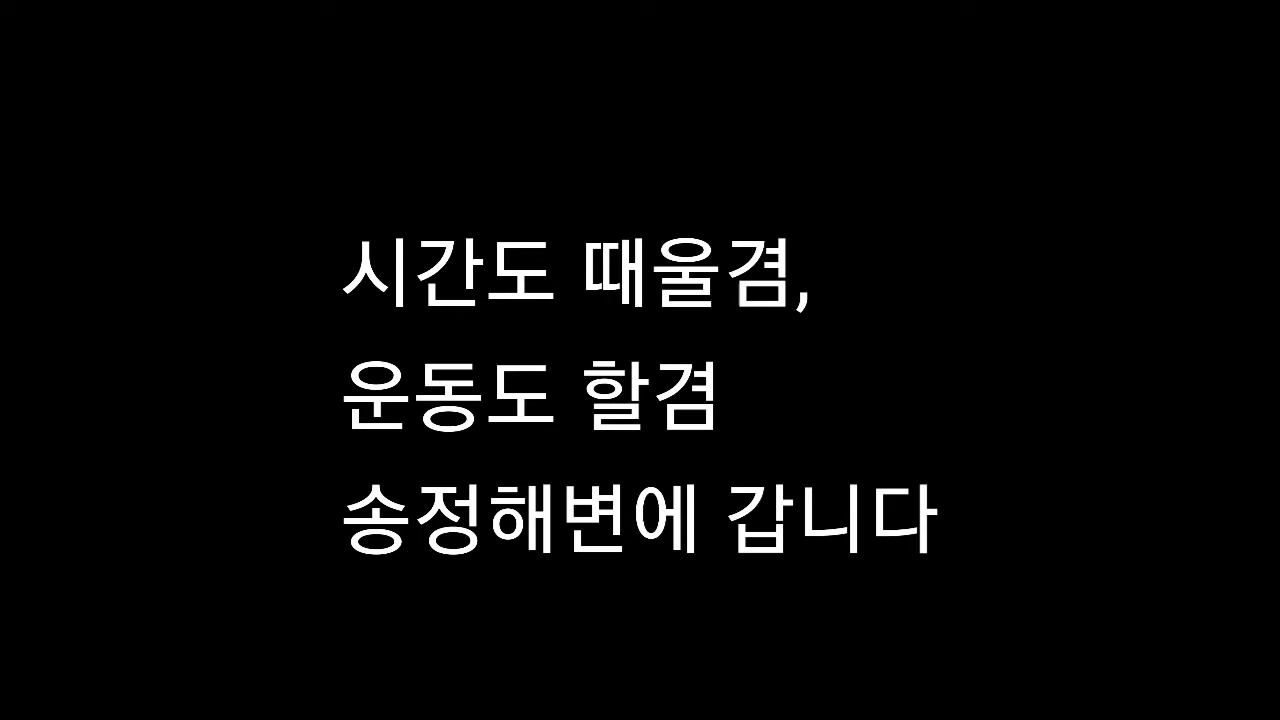 시간도 때울겸,
운동도 할겸
송정해변에 갑니다